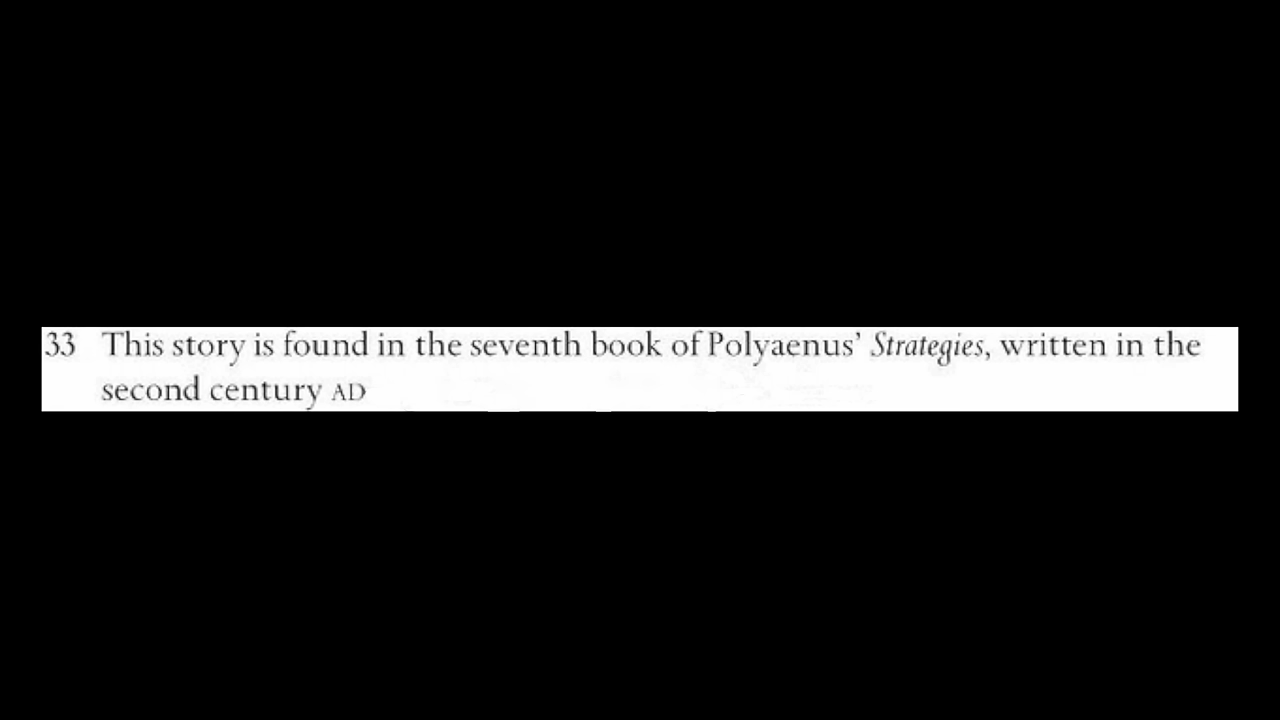 33 This story is found in the seventh book of Polyaenus’ Strategies, written in the
second century AD